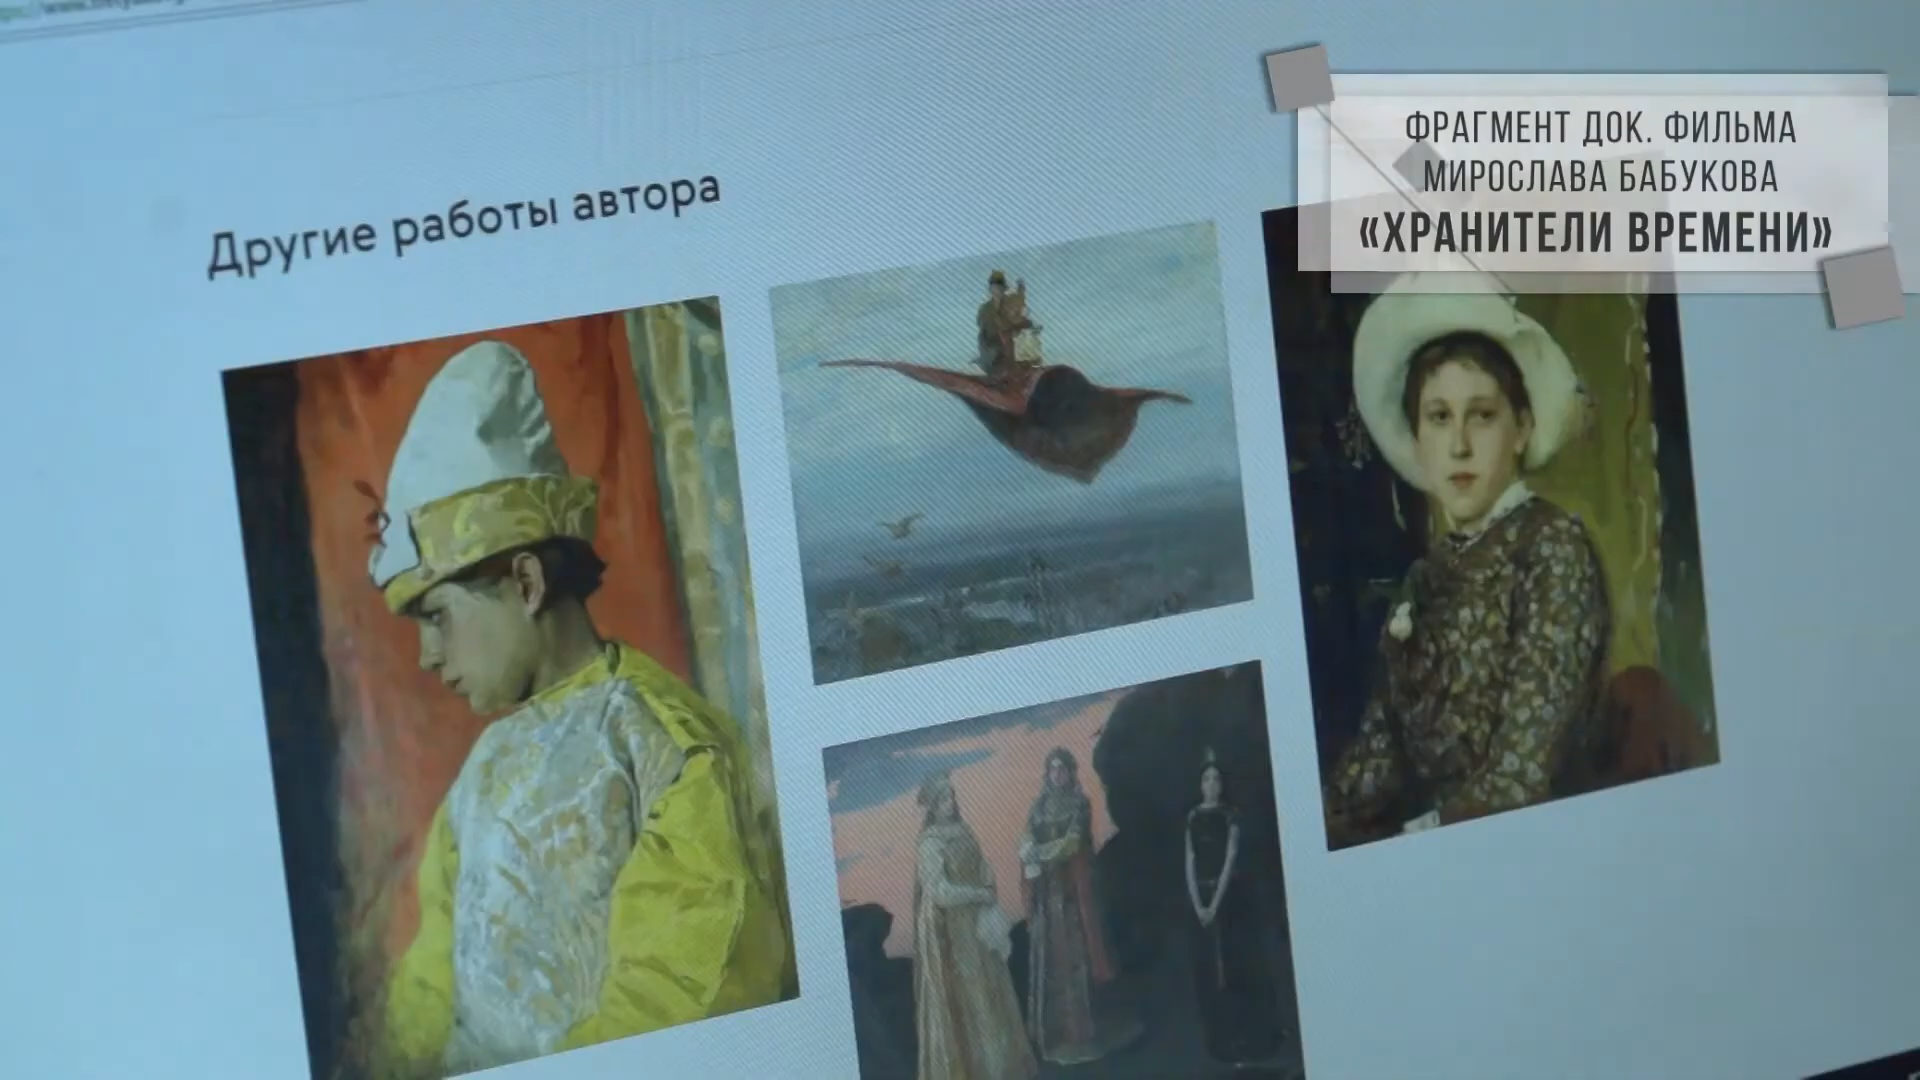 Другие работы автора
ФРАГМЕНТ ДОК. ФИЛЬМА
МИРОСЛАВА БАБУКОВА
«ХРАНИТЕЛИ ВРЕМЕНИ»